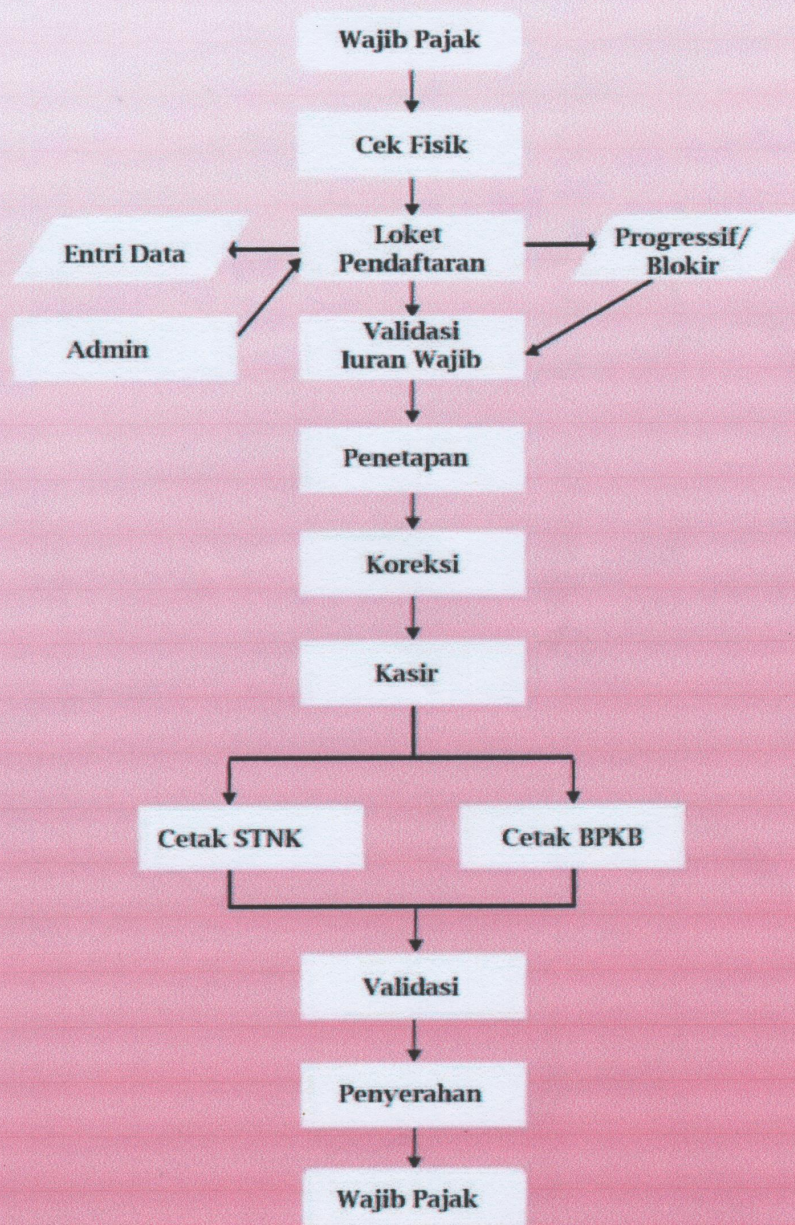 Wajib Pajak
Cek Fisik
Entri Data
Loket
Pendaftaran
Progressif/
Blokir
Admin
Validasi
Iuran Wajib
Penetapan
Koreksi
Kasir
Cetak STNK
Cetak BPKB
Validasi
Penyerahan
Wajib Pajak